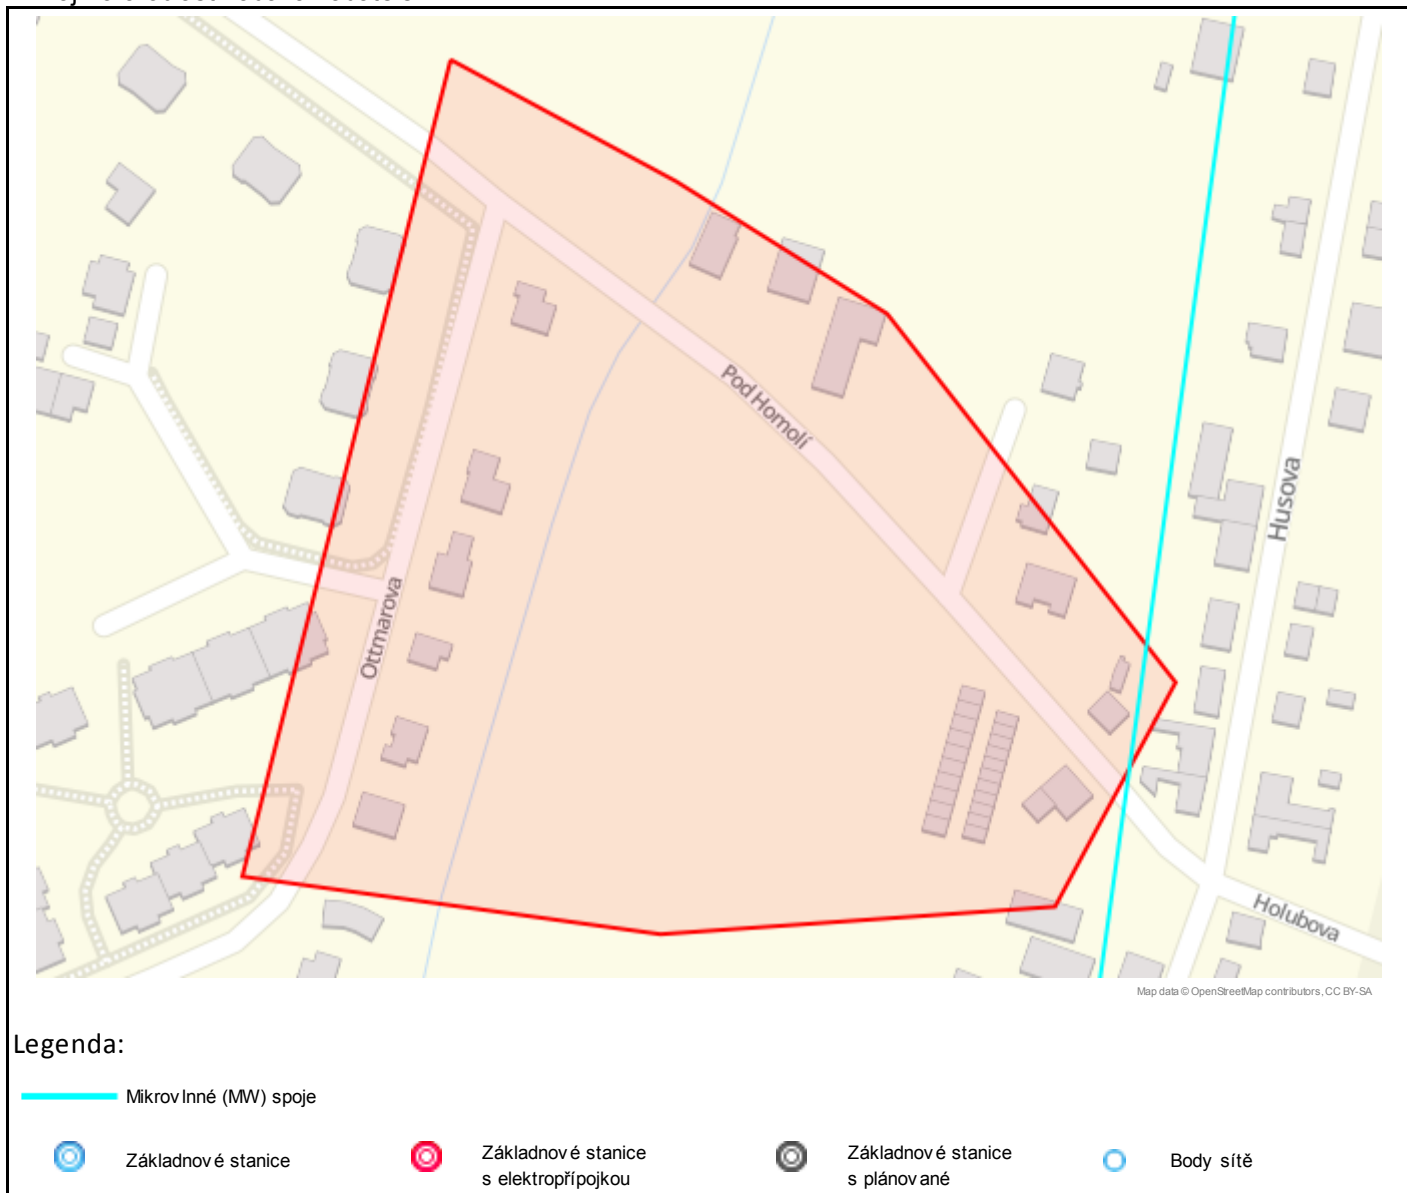 Pod Homolí
Husova
Ottmarova
Holubova
Map data © OpenStreetMap contributors, CC BY-SA
Legenda:
Mikrovlnné (MW) spoje
Základnové stanice
Základnové stanice
s elektropřípojkou
Základnové stanice
s plánované
Body sítě